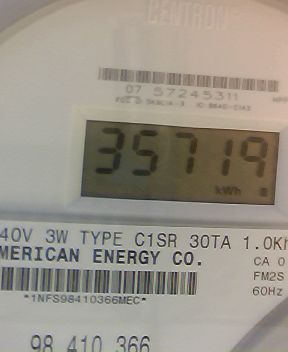 CENTRON
07 57245311
35719
kWh
40V 3W TYPE C1SR 30TA 1.0Kh
MERICAN ENERGY CO.
CA 0
FM2S
60Hz
*1NFS98410366MEC*
98 410 366